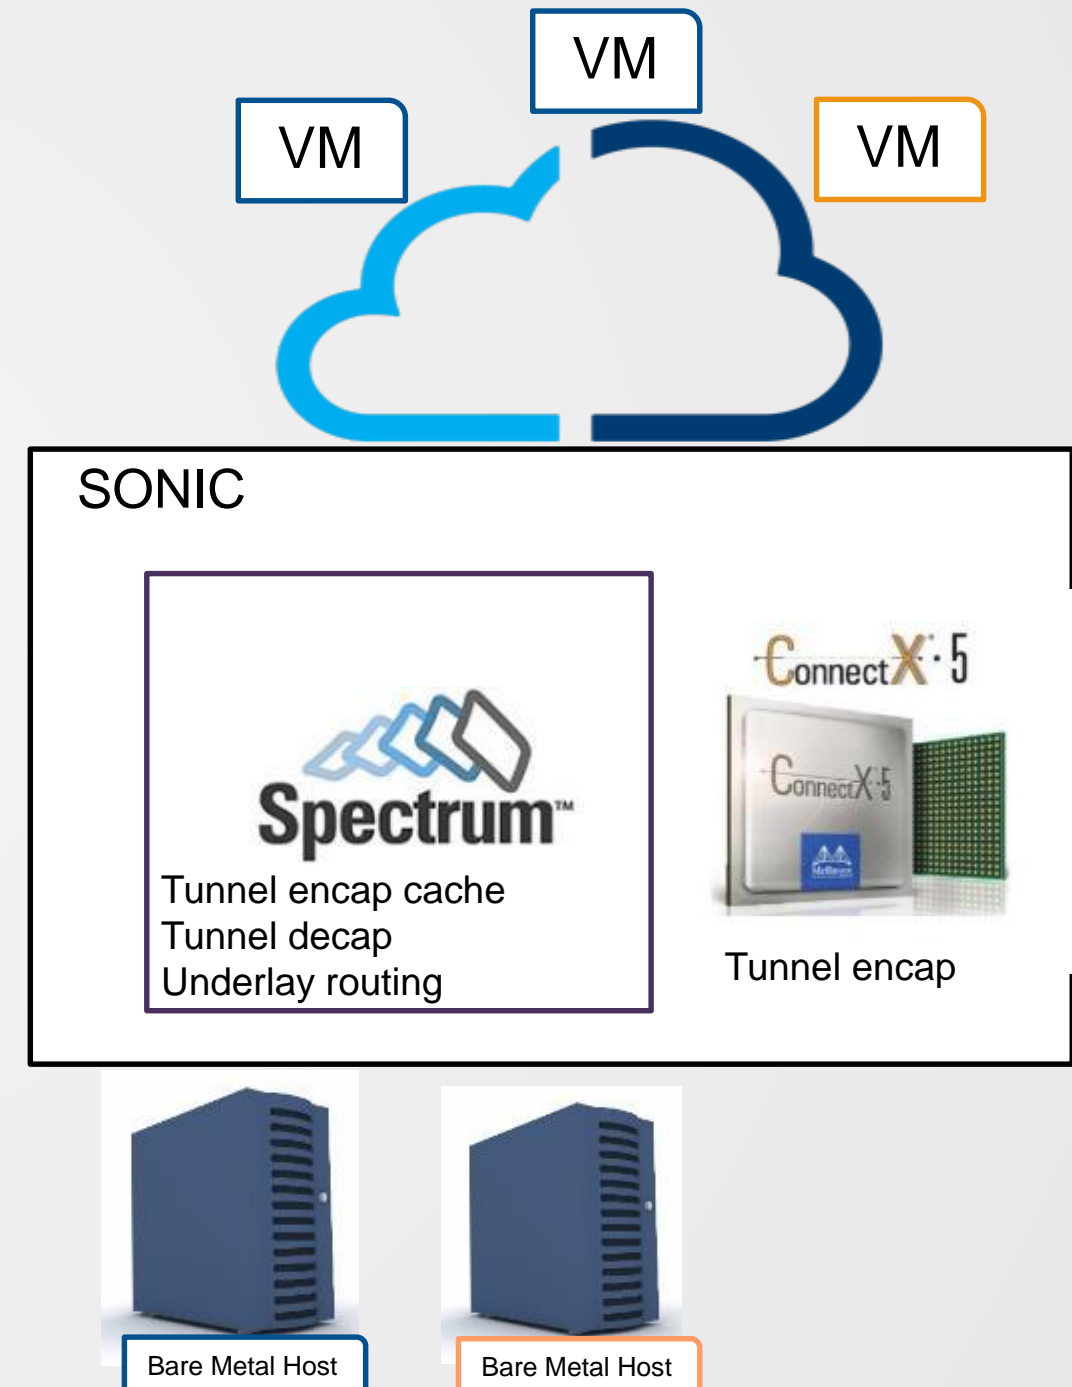 VM
VM
VM
SONIC
ConnectX·5
ConnectX·5
Mellanox
Spectrum™
Tunnel encap cache
Tunnel decap
Underlay routing
Tunnel encap
Bare Metal Host
Bare Metal Host